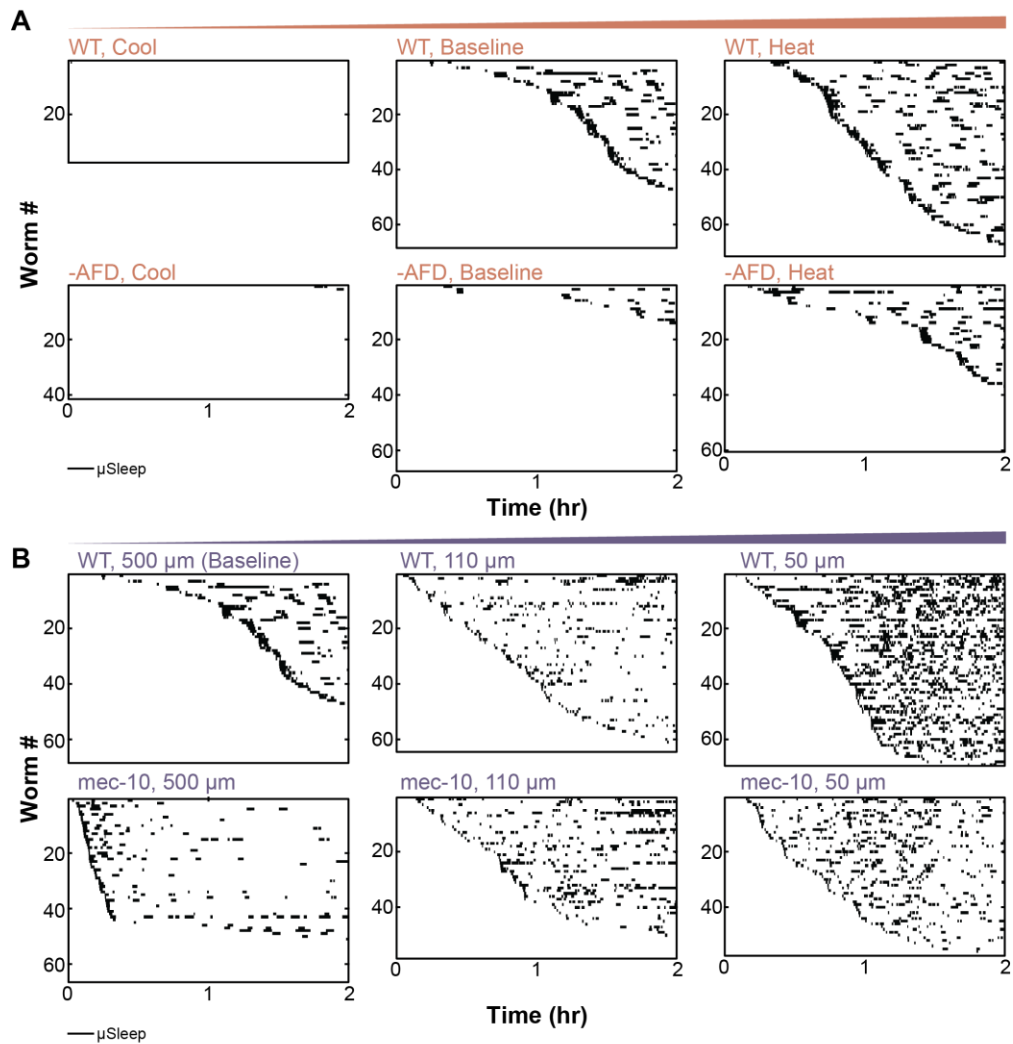 A
WT, Cool
WT, Baseline
WT, Heat
20
20
40
60
20
40
60
Worm #
-AFD, Cool
-AFD, Baseline
-AFD, Heat
20
40
0 1 2
20
40
60
1 2
20
40
60
0 1 2
µSleep
Time (hr)
B
WT, 500 µm (Baseline)
WT, 110 µm
WT, 50 µm
20
40
60
20
40
60
20
40
60
Worm #
mec-10, 500 µm
mec-10, 110 µm
mec-10, 50 µm
20
40
60
0 1 2
20
40
0 1 2
20
40
0 1 2
Time (hr)
µSleep